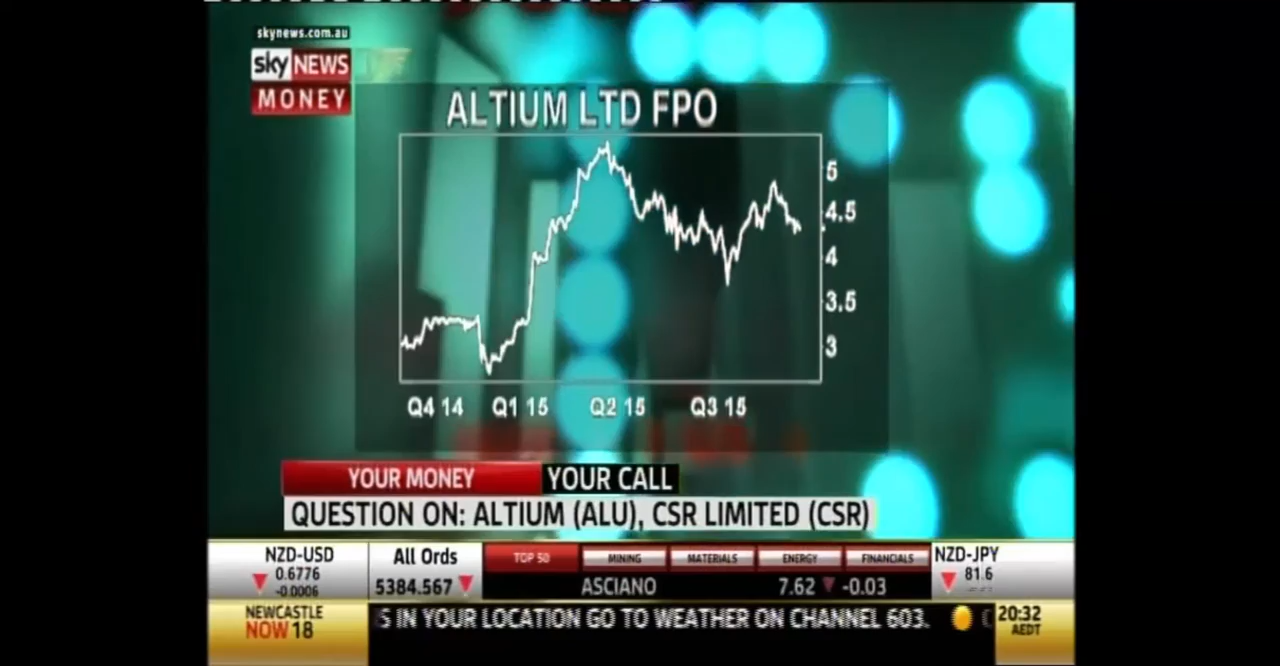 skynews.com.au
sky NEWS
MONEY
ALTIUM LTD FPO
5
4.5
4
3.5
3
Q4 14 Q1 15 Q2 15 Q3 15
YOUR MONEY YOUR CALL
QUESTION ON: ALTIUM (ALU), CSR LIMITED (CSR)
NZD-USD
0.6776
-0.0006
All Ords
5384.567
TOP 50 MINING MATERIALS ENERGY FINANCIALS
ASCIANO 7.62 -0.03
NZD-JPY
81.6
NEWCASTLE
NOW 18
S IN YOUR LOCATION GO TO WEATHER ON CHANNEL 603.
20:32
AEDT